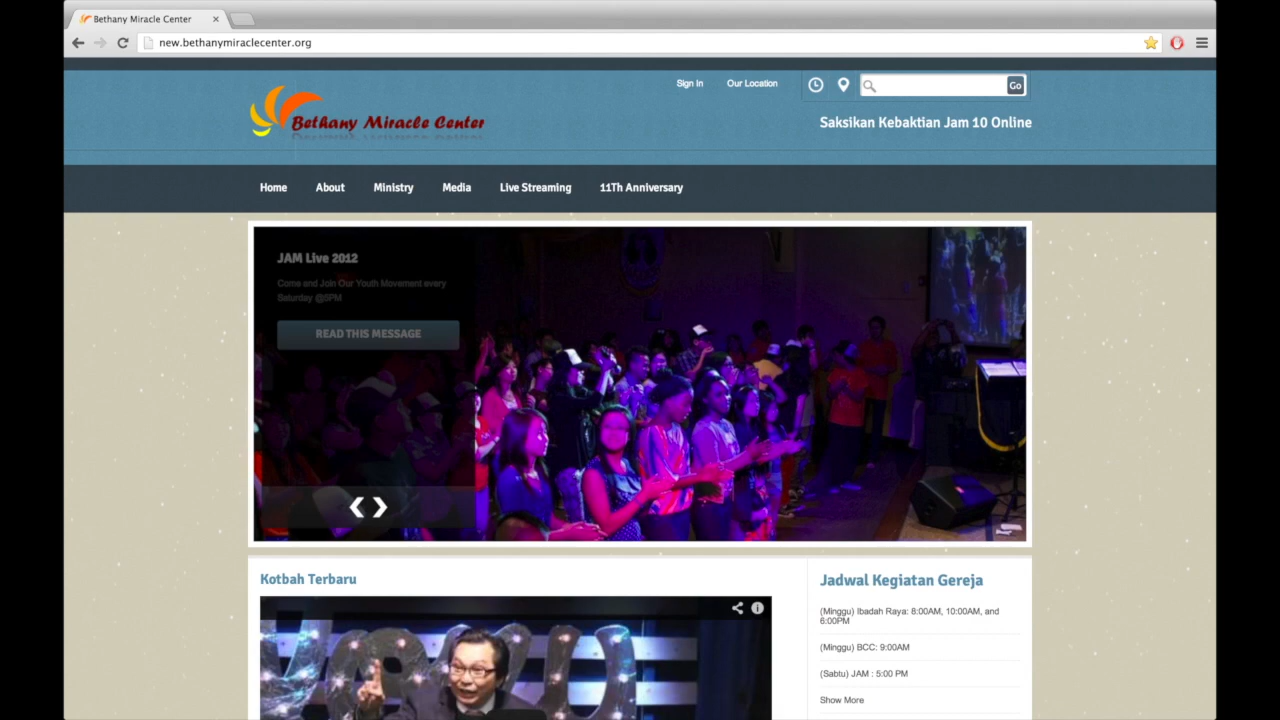 Bethany Miracle Center
new.bethanymiraclecenter.org
Sign In
Our Location
Go
Bethany Miracle Center
Saksikan Kebaktian Jam 10 Online
Home
About
Ministry
Media
Live Streaming
11Th Anniversary
JAM Live 2012
Come and Join Our Youth Movement every
Saturday @5PM
READ THIS MESSAGE
Kotbah Terbaru
Jadwal Kegiatan Gereja
(Minggu) Ibadah Raya: 8:00AM, 10:00AM, and
6:00PM
(Minggu) BCC: 9:00AM
(Sabtu) JAM : 5:00 PM
Show More